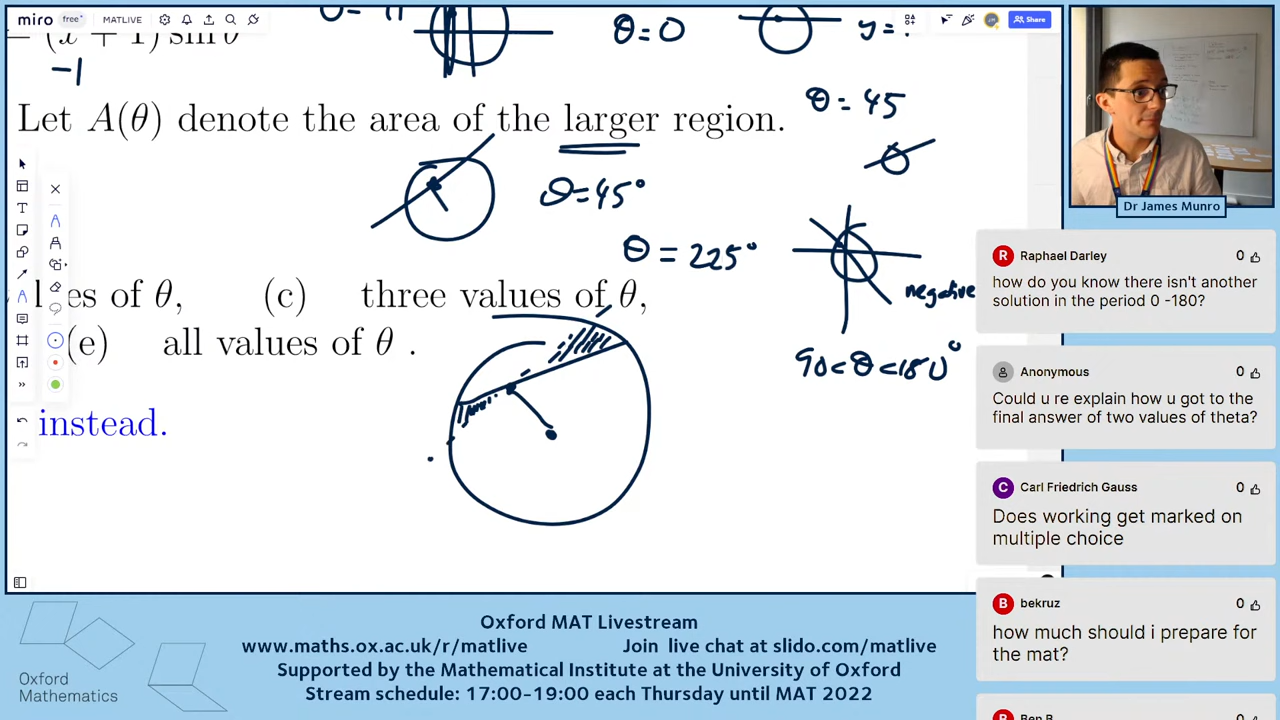 miro free MATLIVE
Share
= (x + 1) sin θ
-1
θ = 0
Let A(θ) denote the area of the larger region.
θ = 45
θ=45°
θ = 225°
negative
90<θ<180°
values of θ, (c) three values of θ,
(e) all values of θ .
instead.
Dr James Munro
Raphael Darley 0
how do you know there isn't another
solution in the period 0 -180?
Anonymous 0
Could u re explain how u got to the
final answer of two values of theta?
C Carl Friedrich Gauss 0
Does working get marked on
multiple choice
B bekruz 0
how much should i prepare for
the mat?
Oxford
Mathematics
Oxford MAT Livestream
www.maths.ox.ac.uk/r/matlive Join live chat at slido.com/matlive
Supported by the Mathematical Institute at the University of Oxford
Stream schedule: 17:00-19:00 each Thursday until MAT 2022